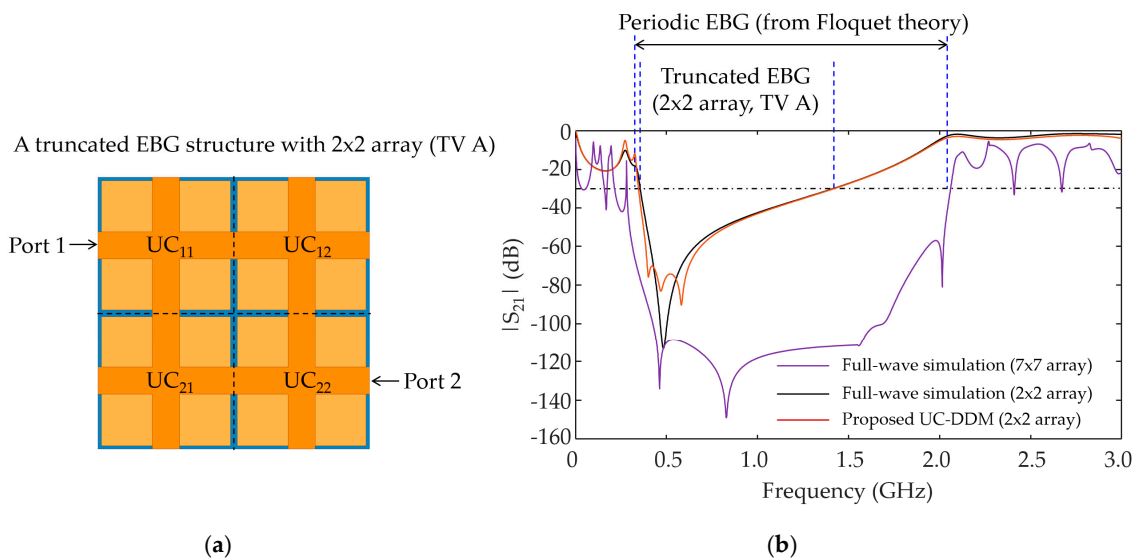 A truncated EBG structure with 2x2 array (TV A)
Port 1
UC11
UC12
UC21
UC22
Port 2
(a)
Periodic EBG (from Floquet theory)
Truncated EBG
(2x2 array, TV A)
|S21| (dB)
0
-20
-40
-60
-80
-100
-120
-140
-160
Full-wave simulation (7x7 array)
Full-wave simulation (2x2 array)
Proposed UC-DDM (2x2 array)
0 0.5 1.0 1.5 2.0 2.5 3.0
Frequency (GHz)
(b)